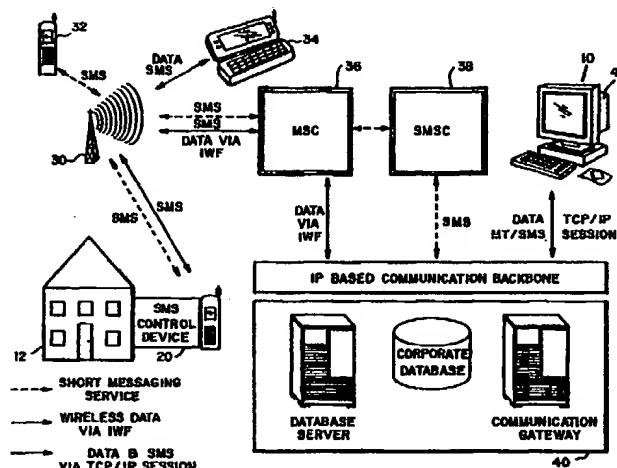 32
34
DATA
SMS
SMS
36
38
10
4
SMS
SMS
DATA VIA
IWF
MSC
SMSC
30
SMS
SMS
DATA
VIA
IWF
SMS
DATA
MT/SMS
TCP/IP
SESSION
IP BASED COMMUNICATION BACKBONE
SMS
CONTROL
DEVICE
12
20
CORPORATE
DATABASE
DATABASE
SERVER
COMMUNICATION
GATEWAY
40
SHORT MESSAGING
SERVICE
WIRELESS DATA
VIA IWF
DATA & SMS
VIA TCP/IP SESSION